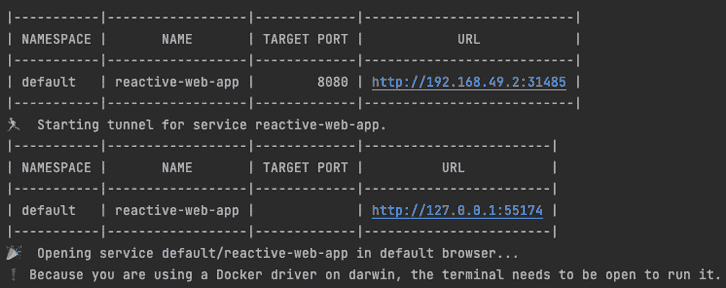 |-----------|------------------|-------------|---------------------------|
| NAMESPACE |       NAME       | TARGET PORT |            URL            |
|-----------|------------------|-------------|---------------------------|
| default   | reactive-web-app |        8080 | http://192.168.49.2:31485 |
|-----------|------------------|-------------|---------------------------|
🏃  Starting tunnel for service reactive-web-app.
|-----------|------------------|-------------|------------------------|
| NAMESPACE |       NAME       | TARGET PORT |          URL           |
|-----------|------------------|-------------|------------------------|
| default   | reactive-web-app |             | http://127.0.0.1:55174 |
|-----------|------------------|-------------|------------------------|
🎉  Opening service default/reactive-web-app in default browser...
❗ Because you are using a Docker driver on darwin, the terminal needs to be open to run it.